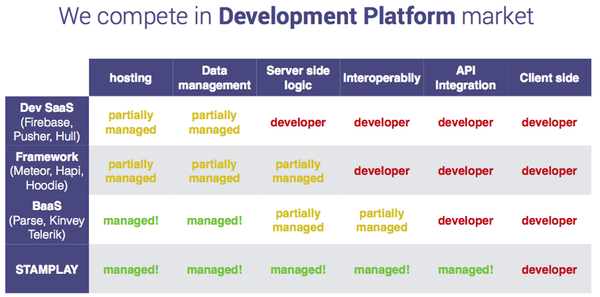 We compete in Development Platform market
hosting
Data
management
Server side
logic
Interoperabliy
API
Integration
Client side
Dev SaaS
(Firebase,
Pusher, Hull)
partially
managed
partially
managed
developer
developer
developer
developer
Framework
(Meteor, Hapi,
Hoodie)
partially
managed
partially
managed
partially
managed
developer
developer
developer
BaaS
(Parse, Kinvey
Telerik)
managed!
managed!
partially
managed
partially
managed
developer
developer
STAMPLAY
managed!
managed!
managed!
managed!
managed!
developer